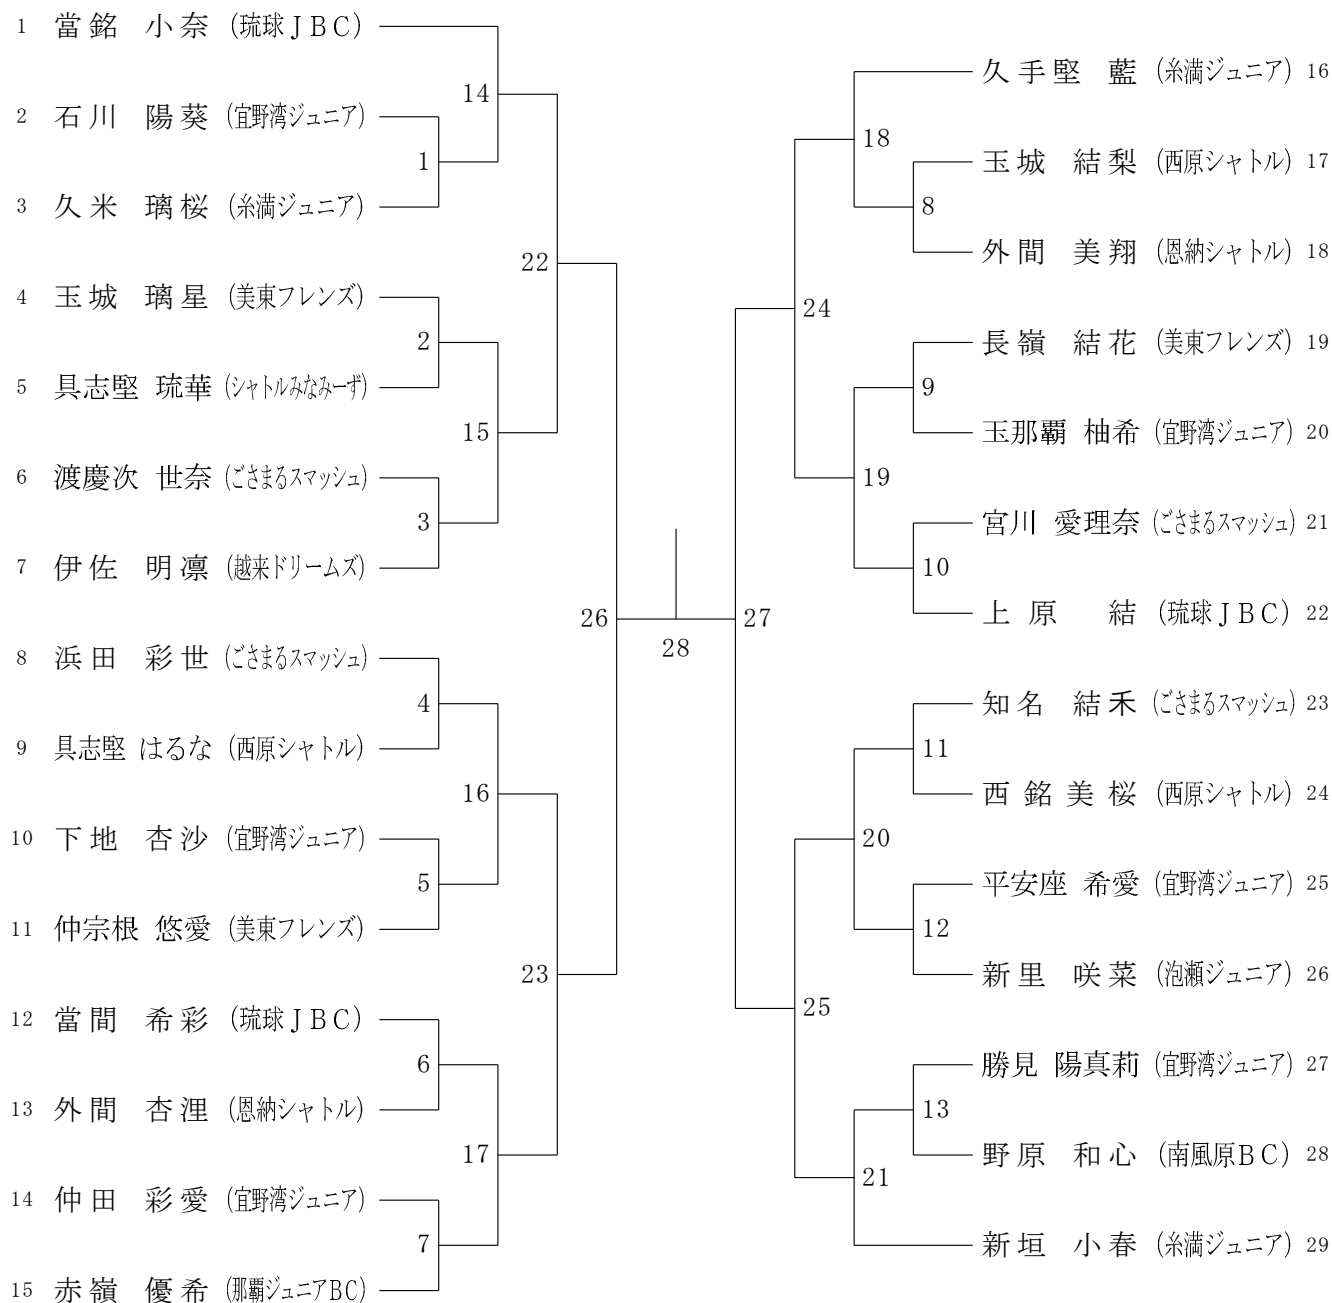 1 當銘 小奈 (琉球JBC)
2 石川 陽葵 (宜野湾ジュニア)
3 久米 璃桜 (糸満ジュニア)
4 玉城 璃星 (美東フレンズ)
5 具志堅 琉華 (シャトルみなみーず)
6 渡慶次 世奈 (ごさまるスマッシュ)
7 伊佐 明凛 (越来ドリームズ)
8 浜田 彩世 (ごさまるスマッシュ)
9 具志堅 はるな (西原シャトル)
10 下地 杏沙 (宜野湾ジュニア)
11 仲宗根 悠愛 (美東フレンズ)
12 當間 希彩 (琉球JBC)
13 外間 杏浬 (恩納シャトル)
14 仲田 彩愛 (宜野湾ジュニア)
15 赤嶺 優希 (那覇ジュニアBC)
1
2
3
4
5
6
7
14
15
16
17
22
23
26
28
27
24
25
18
19
20
21
8
9
10
11
12
13
久手堅 藍 (糸満ジュニア) 16
玉城 結梨 (西原シャトル) 17
外間 美翔 (恩納シャトル) 18
長嶺 結花 (美東フレンズ) 19
玉那覇 柚希 (宜野湾ジュニア) 20
宮川 愛理奈 (ごさまるスマッシュ) 21
上原 結 (琉球JBC) 22
知名 結禾 (ごさまるスマッシュ) 23
西銘美桜 (西原シャトル) 24
平安座 希愛 (宜野湾ジュニア) 25
新里 咲菜 (泡瀬ジュニア) 26
勝見 陽真莉 (宜野湾ジュニア) 27
野原 和心 (南風原BC) 28
新垣 小春 (糸満ジュニア) 29